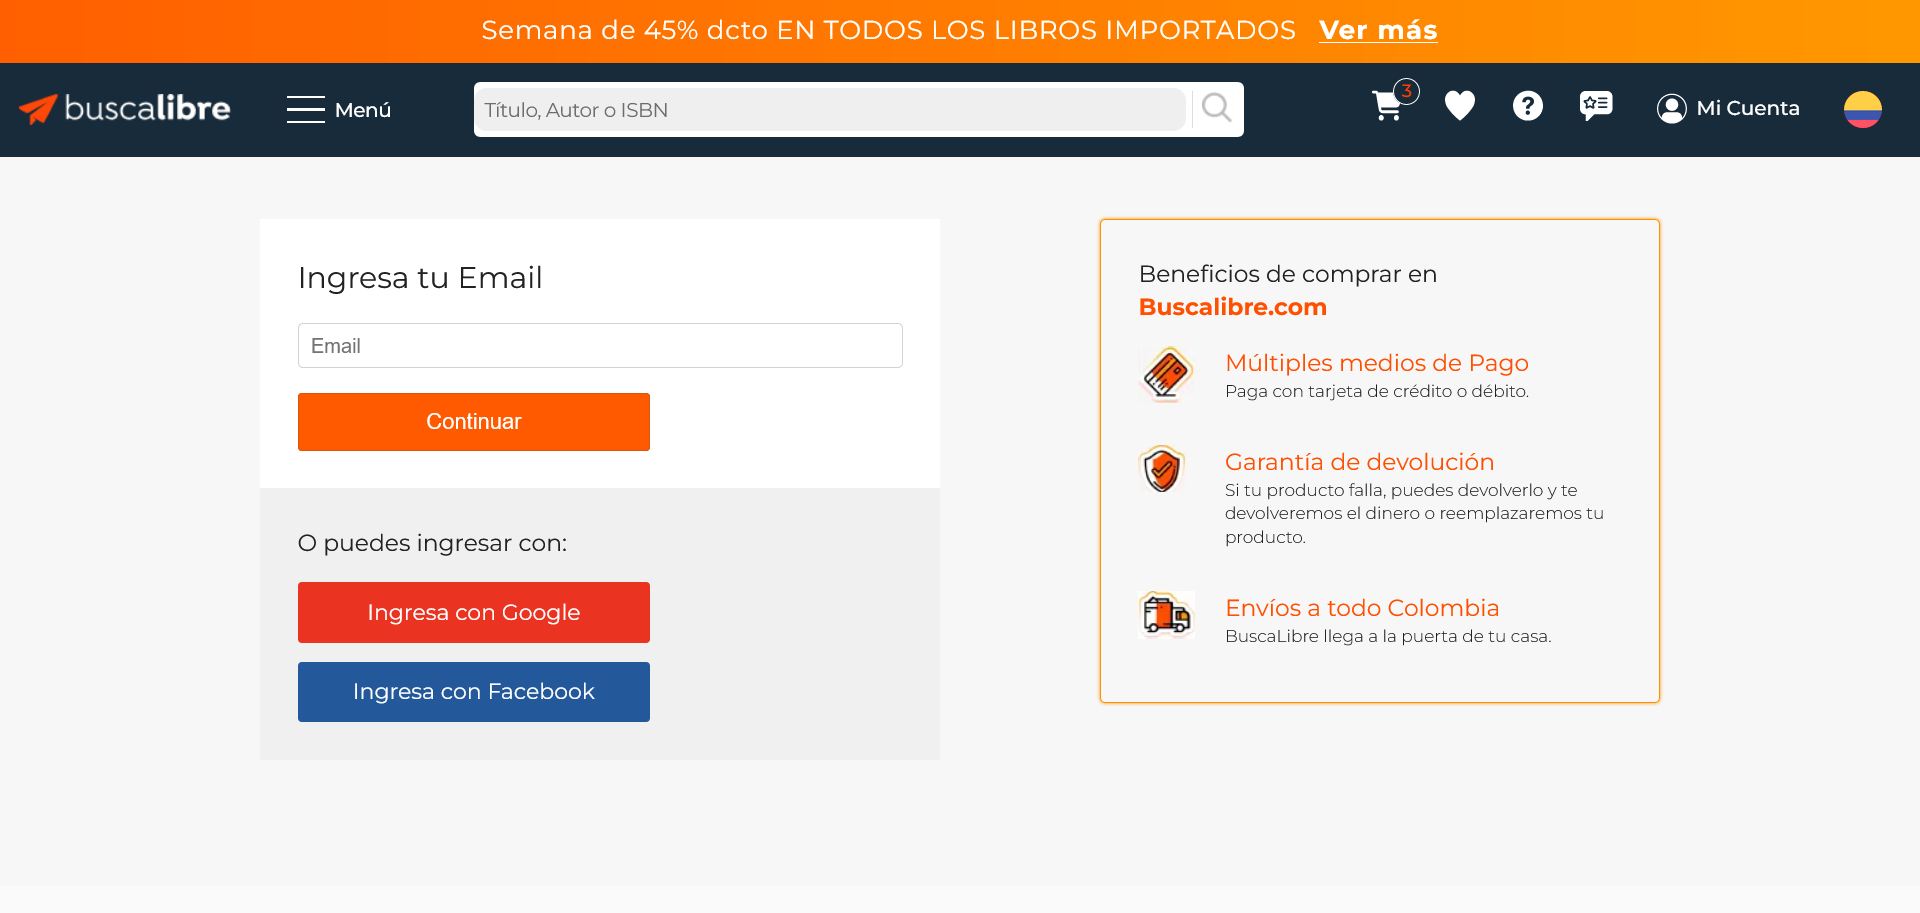 Semana de 45% dcto EN TODOS LOS LIBROS IMPORTADOS Ver más
buscalibre
Menú
Título, Autor o ISBN
3
Mi Cuenta
Ingresa tu Email
Email
Continuar
O puedes ingresar con:
Ingresa con Google
Ingresa con Facebook
Beneficios de comprar en
Buscalibre.com
Múltiples medios de Pago
Paga con tarjeta de crédito o débito.
Garantía de devolución
Si tu producto falla, puedes devolverlo y te
devolveremos el dinero o reemplazaremos tu
producto.
Envíos a todo Colombia
BuscaLibre llega a la puerta de tu casa.